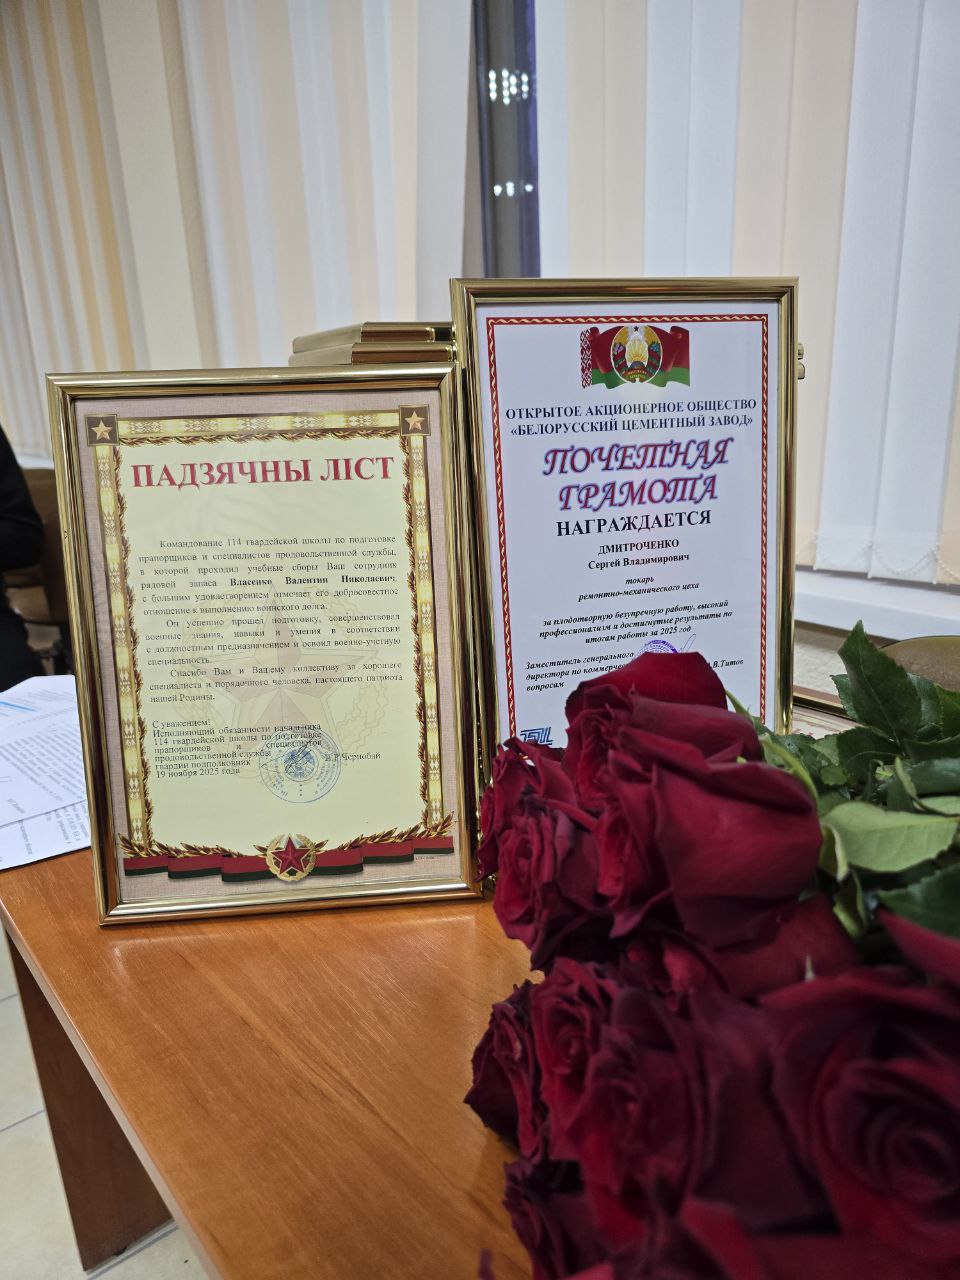 ПАДЗЯЧНЫ ЛІСТ
Командование 114 гвардейской школы по подготовке
прапорщиков и специалистов продовольственной службы,
в которой проходил учебные сборы Ваш сотрудник
рядовой запаса Власенко Валентин Николаевич,
с большим удовлетворением отмечает его добросовестное
отношение к выполнению воинского долга.
Он успешно прошел подготовку, совершенствовал
военные знания, навыки и умения в соответствии
с должностным предназначением и освоил военно-учетную
специальность.
Спасибо Вам и Вашему коллективу за хорошего
специалиста и порядочного человека, настоящего патриота
нашей Родины.
С уважением:
Исполняющий обязанности начальника
114 гвардейской школы по подготовке
прапорщиков и специалистов
продовольственной службы
гвардии подполковник
Чернобай
19 ноября 2025 года
ОТКРЫТОЕ АКЦИОНЕРНОЕ ОБЩЕСТВО
«БЕЛОРУССКИЙ ЦЕМЕНТНЫЙ ЗАВОД»
ПОЧЕТНАЯ
ГРАМОТА
НАГРАЖДАЕТСЯ
ДМИТРОЧЕНКО
Сергей Владимирович
токарь
ремонтно-механического цеха
за плодотворную безупречную работу, высокий
профессионализм и достигнутые результаты по
итогам работы за 2025 год
Заместитель генерального
директора по коммерческ
В.Титов
вопросам